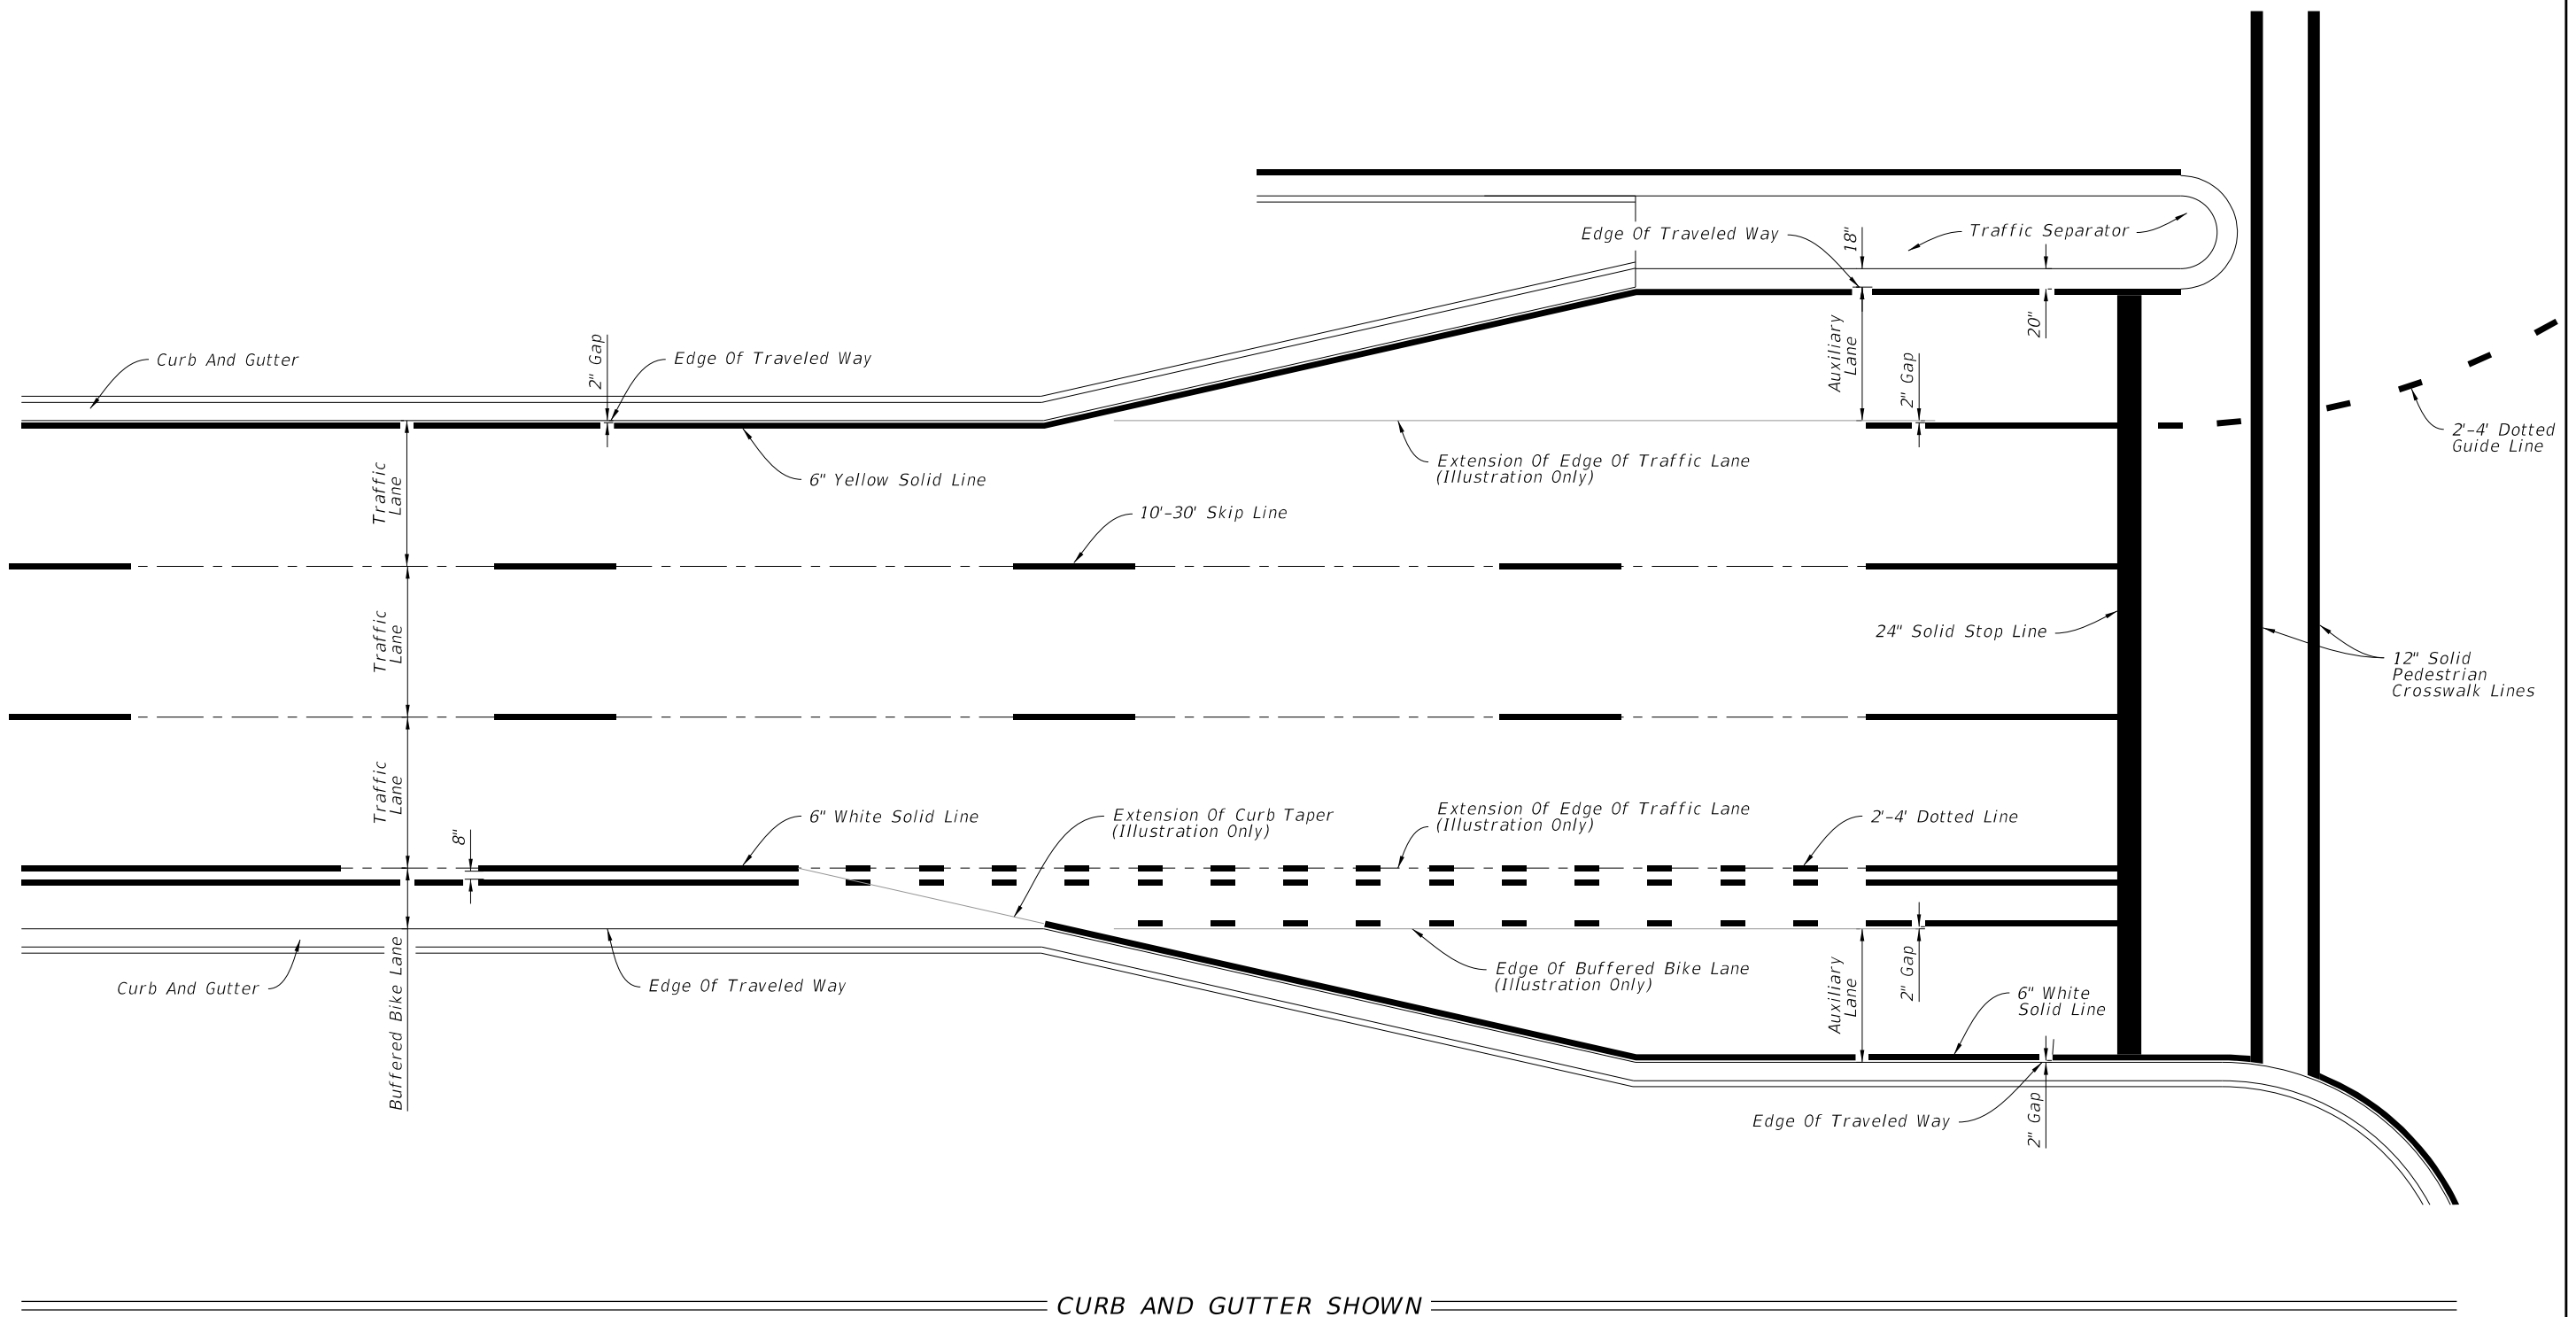 Edge Of Traveled Way
18"
Traffic Separator
20"
Curb And Gutter
2" Gap
Edge Of Traveled Way
Auxiliary
Lane
2" Gap
2'-4' Dotted
Guide Line
6" Yellow Solid Line
Extension Of Edge Of Traffic Lane
(Illustration Only)
Traffic
Lane
10'-30' Skip Line
Traffic
Lane
24" Solid Stop Line
12" Solid
Pedestrian
Crosswalk Lines
Traffic
Lane
8"
6" White Solid Line
Extension Of Curb Taper
(Illustration Only)
Extension Of Edge Of Traffic Lane
(Illustration Only)
2'-4' Dotted Line
Curb And Gutter
Buffered Bike Lane
Edge Of Traveled Way
Edge Of Buffered Bike Lane
(Illustration Only)
Auxiliary
Lane
2" Gap
6" White
Solid Line
Edge Of Traveled Way
2" Gap
CURB AND GUTTER SHOWN